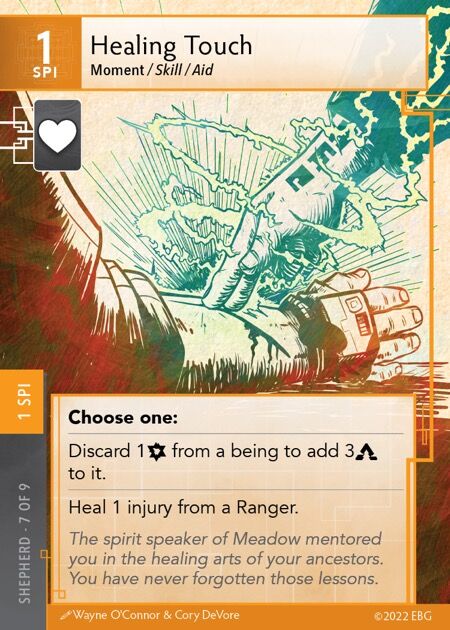 1
SPI
Healing Touch
Moment / Skill / Aid
1 SPI
SHEPHERD - 7 OF 9
Choose one:
Discard 1 from a being to add 3
to it.
Heal 1 injury from a Ranger.
The spirit speaker of Meadow mentored
you in the healing arts of your ancestors.
You have never forgotten those lessons.
Wayne O'Connor & Cory DeVore
©2022 EBG